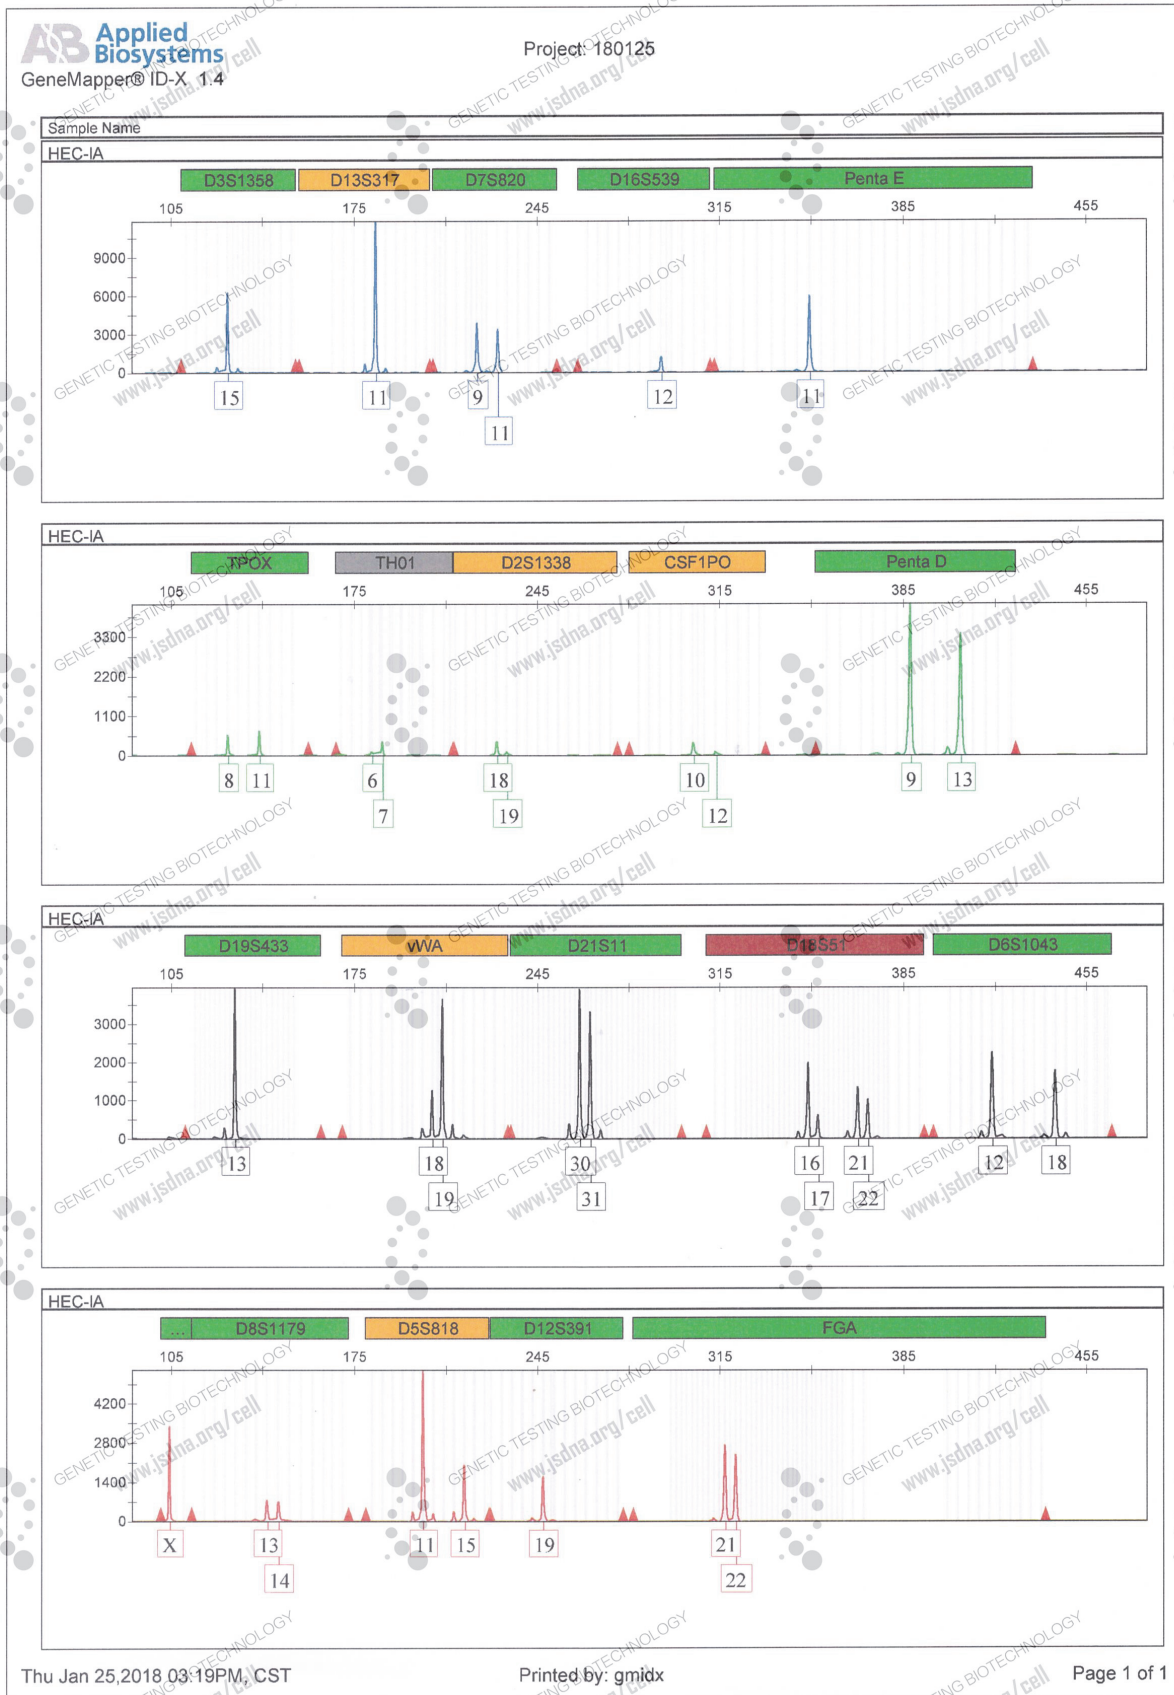 AB Applied
Biosystems
GeneMapper® ID-X 1.4
Project: 180125
Sample Name
HEC-IA
D3S1358 D13S317 D7S820 D16S539 Penta E
105 175 245 315 385 455
9000
6000
3000
0
15 11 9 12 11
11
HEC-IA
TPOX TH01 D2S1338 CSF1PO Penta D
105 175 245 315 385 455
3300
2200
1100
0
8 11 6 18 10 9 13
7 19 12
HEC-IA
D19S433 vWA D21S11 D18S51 D6S1043
105 175 245 315 385 455
3000
2000
1000
0
13 18 30 16 21 12 18
19 31 17 22
HEC-IA
... D8S1179 D5S818 D12S391 FGA
105 175 245 315 385 455
4200
2800
1400
0
X 13 11 15 19 21
14 22
Thu Jan 25,2018 03:19PM, CST Printed by: gmidx Page 1 of 1
GENETIC TESTING BIOTECHNOLOGY
www.jsdna.org/cell